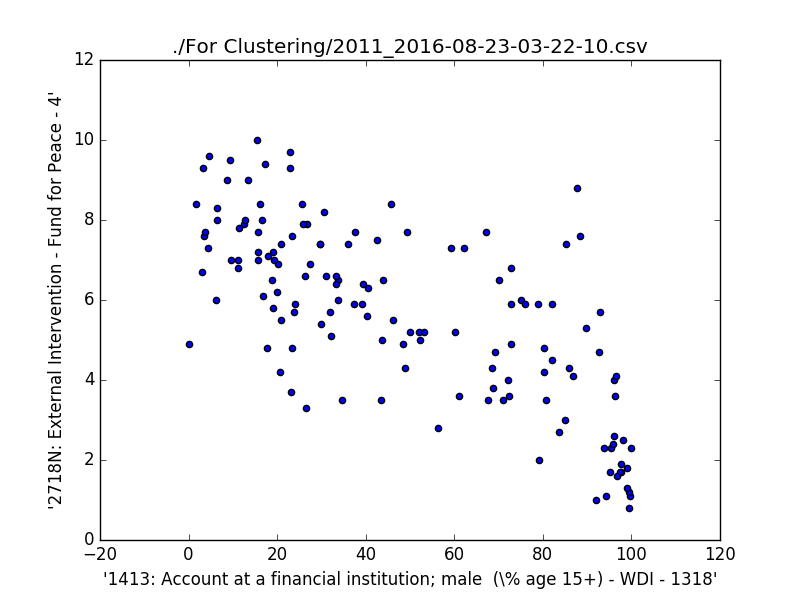 ./For Clustering/2011_2016-08-23-03-22-10.csv
12
10
8
6
4
2
0
'2718N: External Intervention - Fund for Peace - 4'
−20 0 20 40 60 80 100 120
'1413: Account at a financial institution; male  (\% age 15+) - WDI - 1318'